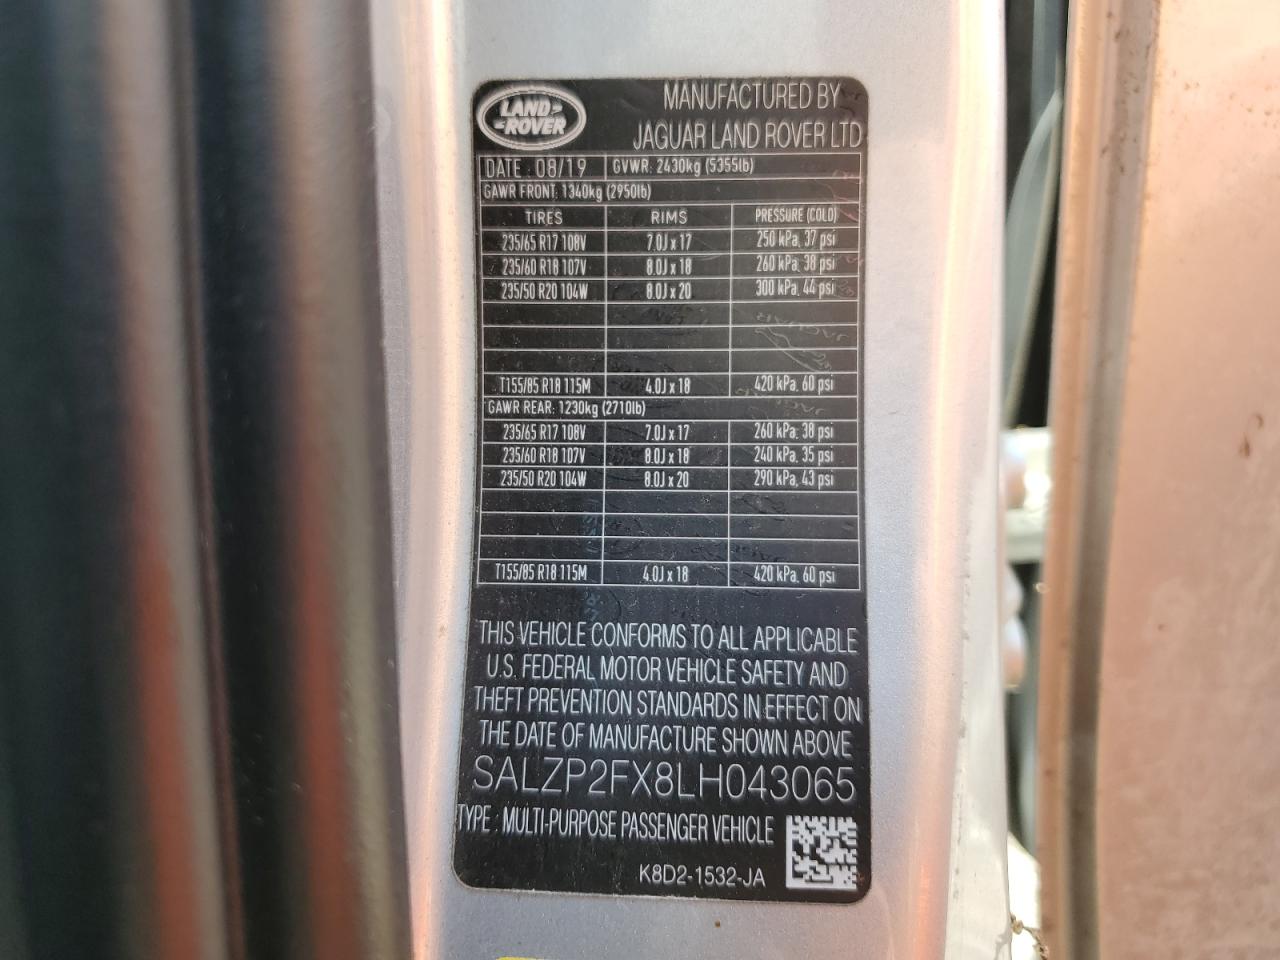 LAND-
-ROVER
MANUFACTURED BY
JAGUAR LAND ROVER LTD
DATE : 08/19 GVWR: 2430kg (5355lb)
GAWR FRONT: 1340kg (2950lb)
TIRES RIMS PRESSURE (COLD)
235/65 R17 108V 7.0J x 17 250 kPa, 37 psi
235/60 R18 107V 8.0J x 18 260 kPa, 38 psi
235/50 R20 104W 8.0J x 20 300 kPa, 44 psi
T155/85 R18 115M 4.0J x 18 420 kPa, 60 psi
GAWR REAR: 1230kg (2710lb)
235/65 R17 108V 7.0J x 17 260 kPa, 38 psi
235/60 R18 107V 8.0J x 18 240 kPa, 35 psi
235/50 R20 104W 8.0J x 20 290 kPa, 43 psi
T155/85 R18 115M 4.0J x 18 420 kPa, 60 psi
THIS VEHICLE CONFORMS TO ALL APPLICABLE
U.S. FEDERAL MOTOR VEHICLE SAFETY AND
THEFT PREVENTION STANDARDS IN EFFECT ON
THE DATE OF MANUFACTURE SHOWN ABOVE
SALZP2FX8LH043065
TYPE : MULTI-PURPOSE PASSENGER VEHICLE
K8D2-1532-JA